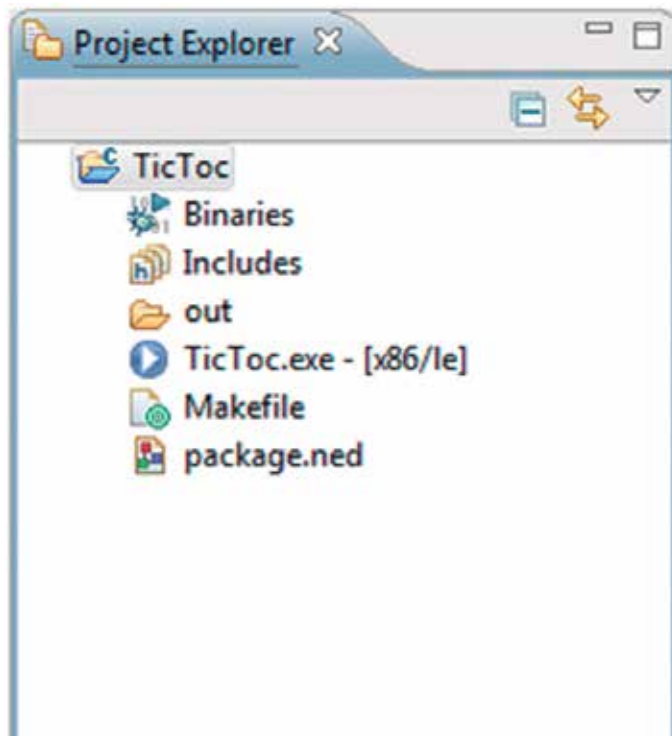 Project Explorer
TicToc
Binaries
Includes
out
TicToc.exe - [x86/le]
Makefile
package.ned